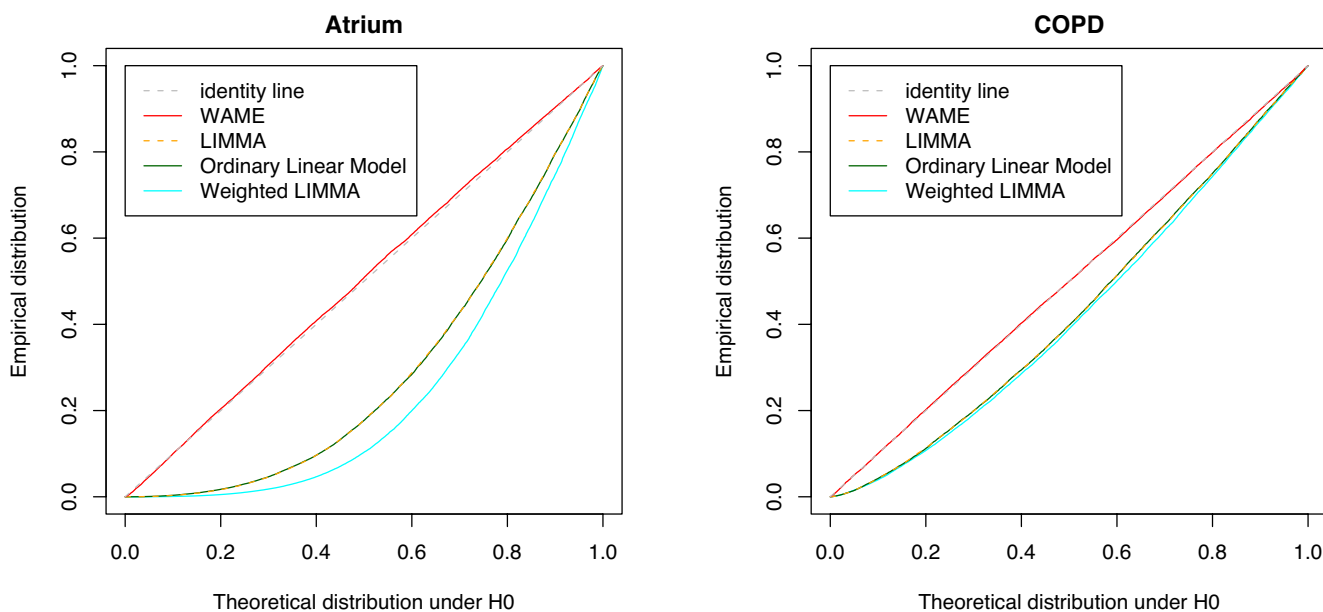 Atrium
identity line
WAME
LIMMA
Ordinary Linear Model
Weighted LIMMA
Empirical distribution
1.0
0.8
0.6
0.4
0.2
0.0
0.0 0.2 0.4 0.6 0.8 1.0
Theoretical distribution under H0
COPD
identity line
WAME
LIMMA
Ordinary Linear Model
Weighted LIMMA
Empirical distribution
1.0
0.8
0.6
0.4
0.2
0.0
0.0 0.2 0.4 0.6 0.8 1.0
Theoretical distribution under H0